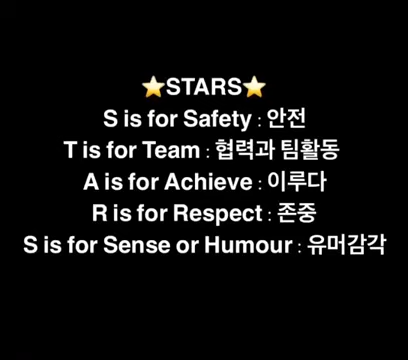 ⭐STARS⭐
S is for Safety : 안전
T is for Team : 협력과 팀활동
A is for Achieve : 이루다
R is for Respect : 존중
S is for Sense or Humour : 유머감각